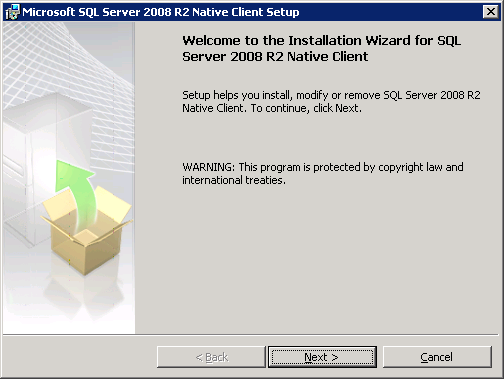 Microsoft SQL Server 2008 R2 Native Client Setup
Welcome to the Installation Wizard for SQL
Server 2008 R2 Native Client
Setup helps you install, modify or remove SQL Server 2008 R2
Native Client. To continue, click Next.
WARNING: This program is protected by copyright law and
international treaties.
< Back
Next >
Cancel